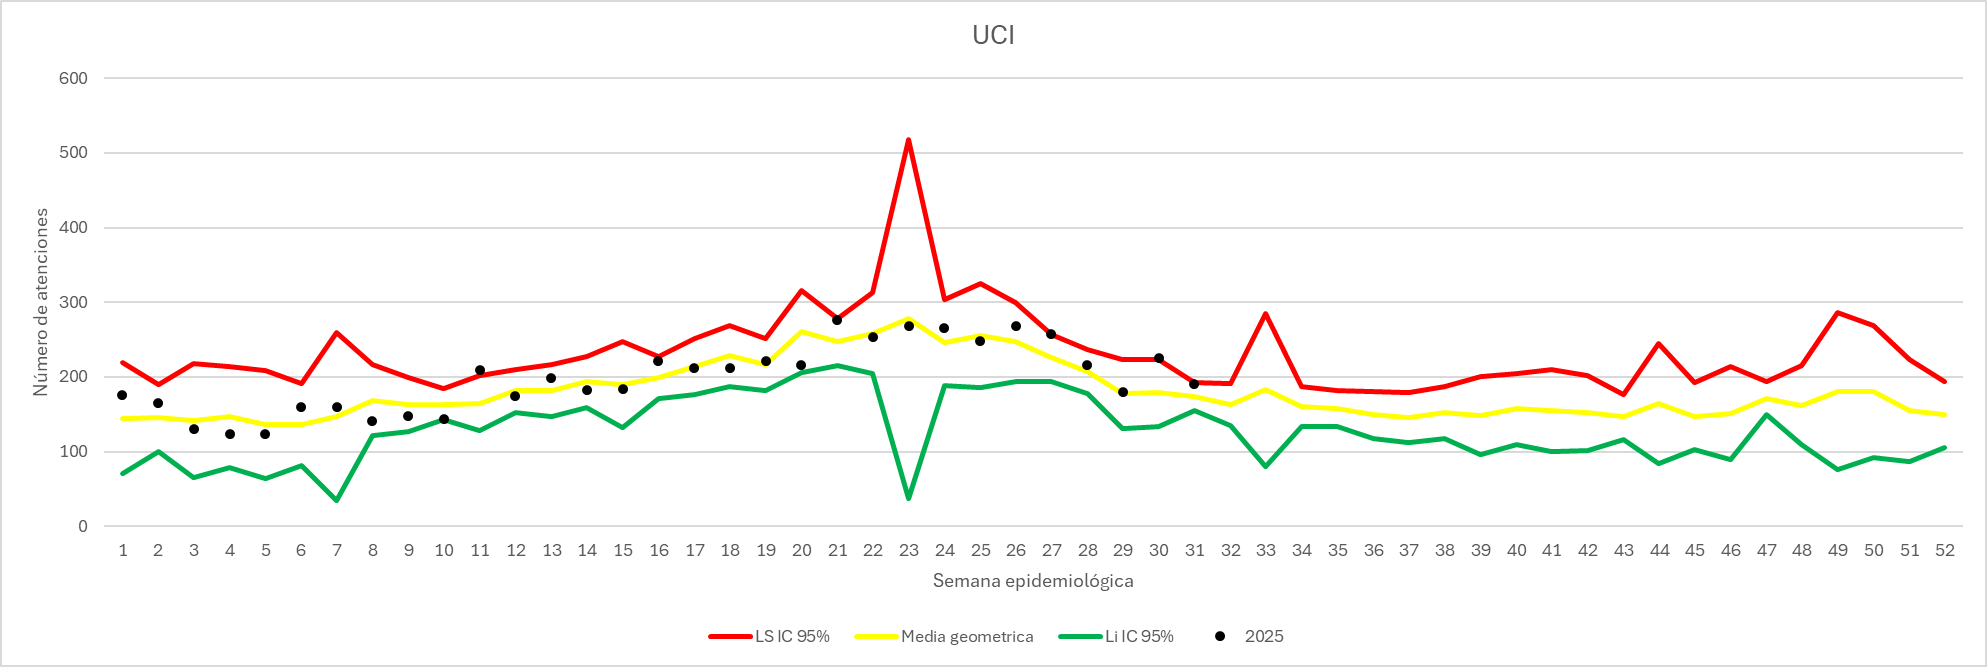 UCI
600
500
400
300
200
100
0
Número de atenciones
1 2 3 4 5 6 7 8 9 10 11 12 13 14 15 16 17 18 19 20 21 22 23 24 25 26 27 28 29 30 31 32 33 34 35 36 37 38 39 40 41 42 43 44 45 46 47 48 49 50 51 52
Semana epidemiológica
LS IC 95% Media geometrica Li IC 95% 2025